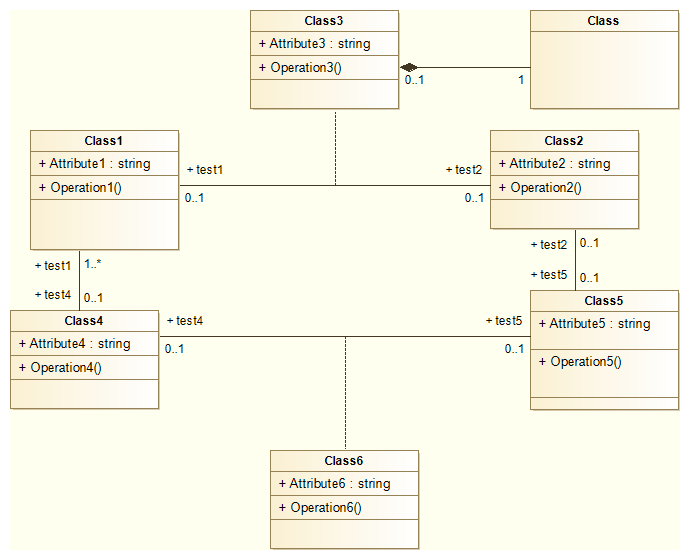 Class3
+ Attribute3 : string
+ Operation3()
Class
0..1
1
Class1
+ Attribute1 : string
+ Operation1()
Class2
+ Attribute2 : string
+ Operation2()
+ test1
+ test2
0..1
0..1
+ test1
1..*
+ test4
0..1
+ test2
0..1
+ test5
0..1
Class4
+ Attribute4 : string
+ Operation4()
Class5
+ Attribute5 : string
+ Operation5()
+ test4
+ test5
0..1
0..1
Class6
+ Attribute6 : string
+ Operation6()